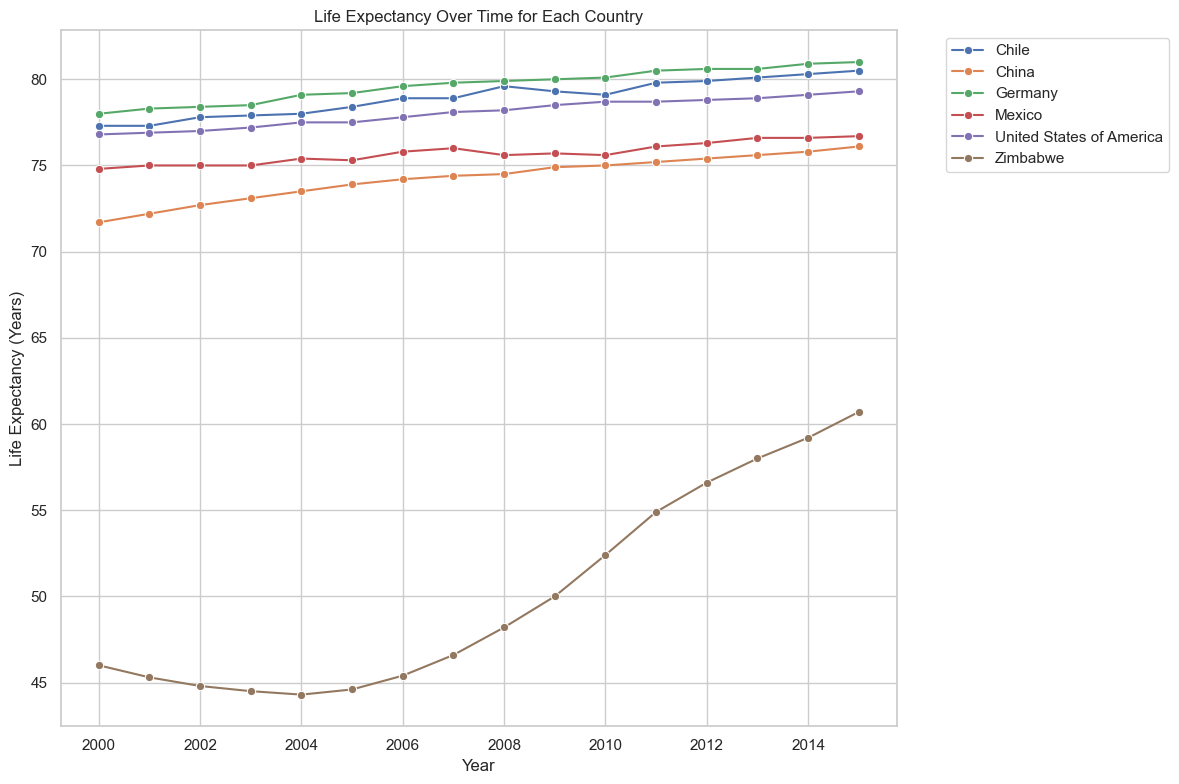 Life Expectancy Over Time for Each Country
Chile
China
Germany
Mexico
United States of America
Zimbabwe
80
75
70
65
60
55
50
45
Life Expectancy (Years)
2000 2002 2004 2006 2008 2010 2012 2014
Year